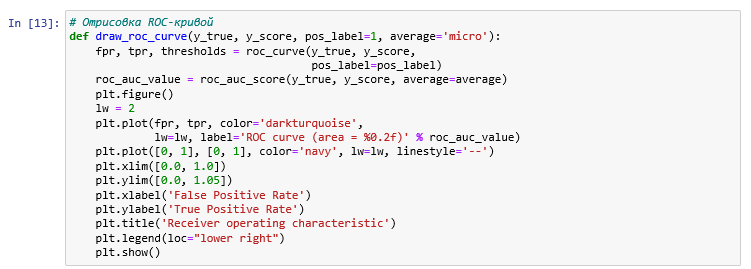 In [13]:
# Отрисовка ROC-кривой
def draw_roc_curve(y_true, y_score, pos_label=1, average='micro'):
    fpr, tpr, thresholds = roc_curve(y_true, y_score,
                                     pos_label=pos_label)
    roc_auc_value = roc_auc_score(y_true, y_score, average=average)
    plt.figure()
    lw = 2
    plt.plot(fpr, tpr, color='darkturquoise',
             lw=lw, label='ROC curve (area = %0.2f)' % roc_auc_value)
    plt.plot([0, 1], [0, 1], color='navy', lw=lw, linestyle='--')
    plt.xlim([0.0, 1.0])
    plt.ylim([0.0, 1.05])
    plt.xlabel('False Positive Rate')
    plt.ylabel('True Positive Rate')
    plt.title('Receiver operating characteristic')
    plt.legend(loc="lower right")
    plt.show()